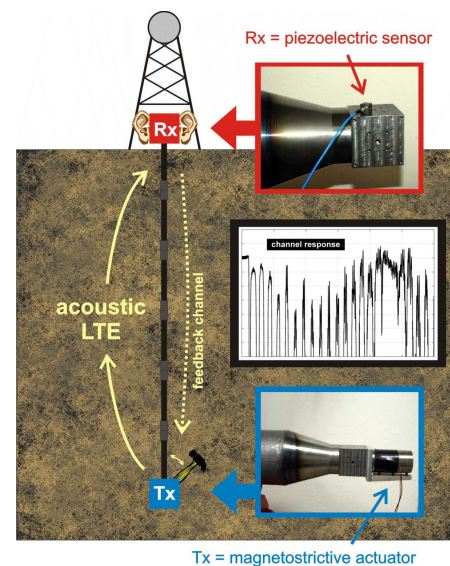 Rx = piezoelectric sensor
Rx
channel response
acoustic
LTE
feedback channel
Tx
Tx = magnetostrictive actuator